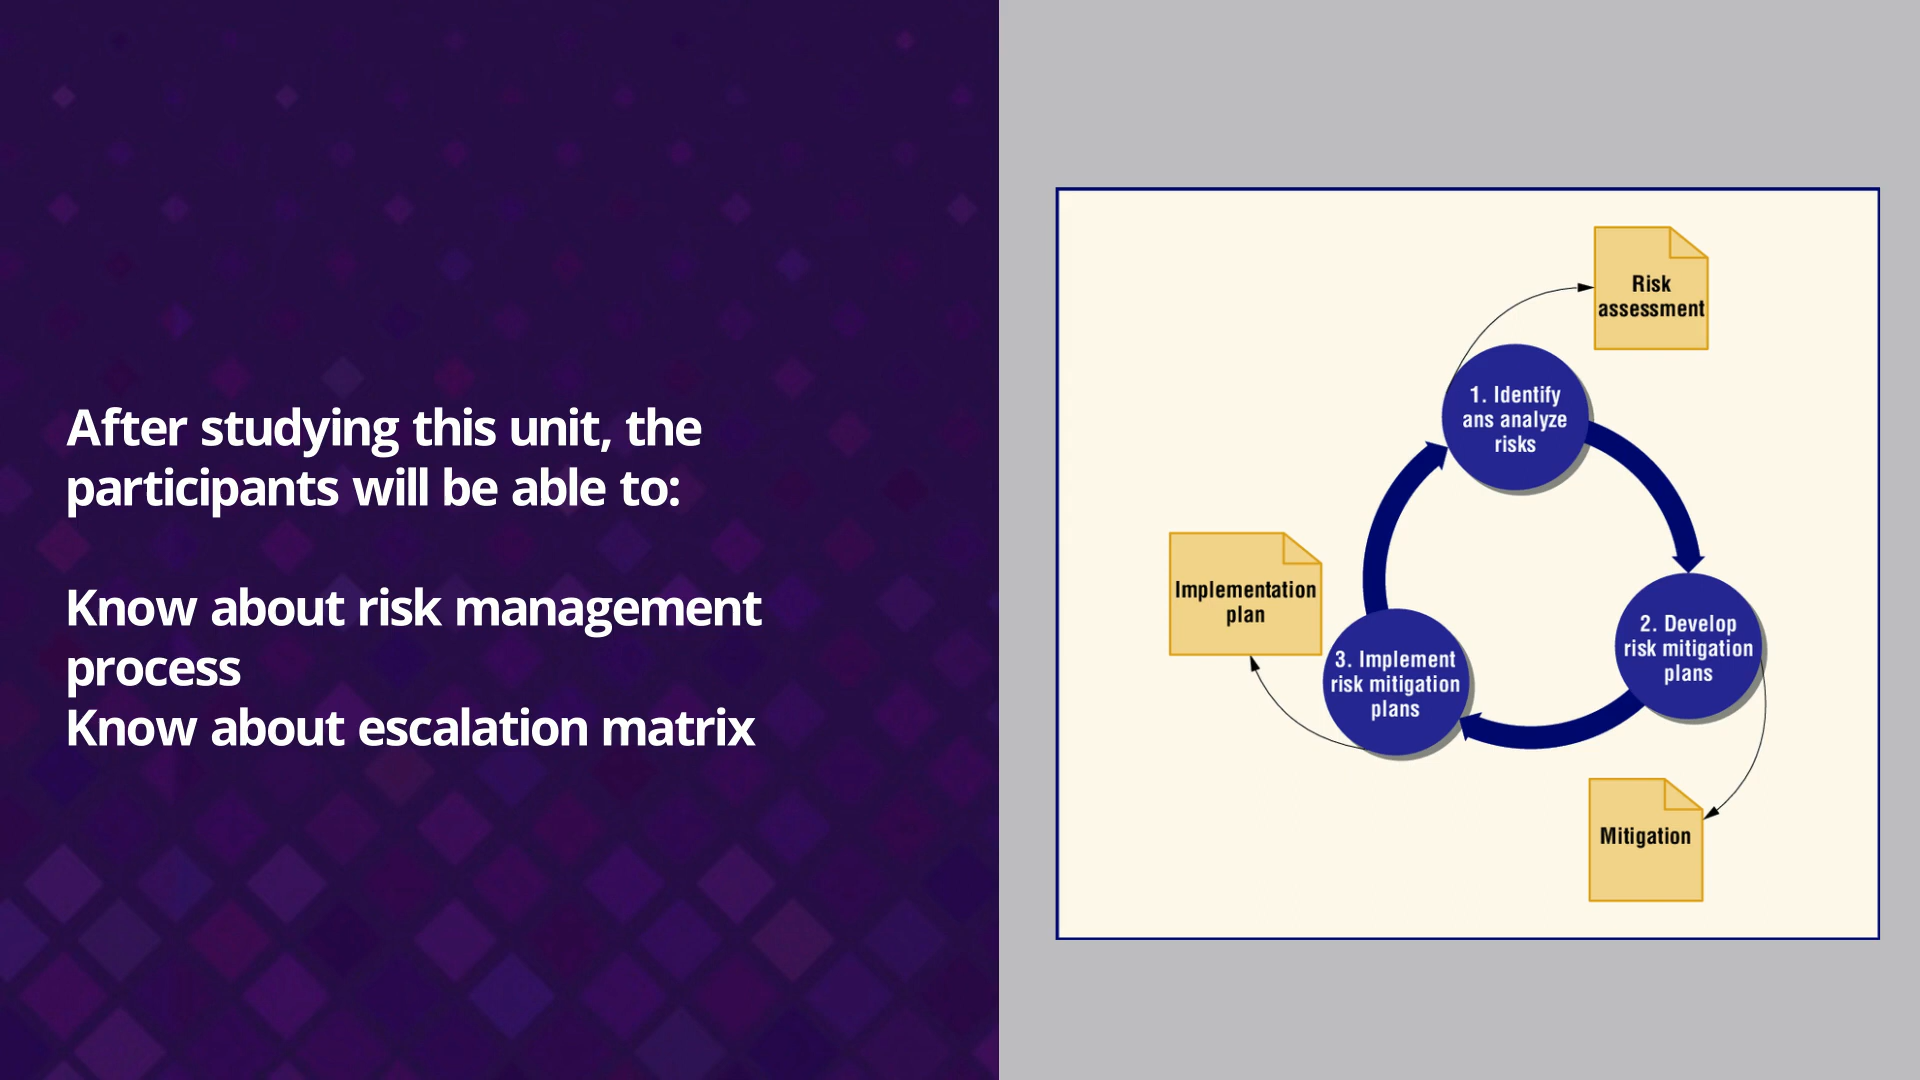 After studying this unit, the
participants will be able to:
Know about risk management
process
Know about escalation matrix
Risk
assessment
1. Identify
ans analyze
risks
Implementation
plan
2. Develop
risk mitigation
plans
3. Implement
risk mitigation
plans
Mitigation